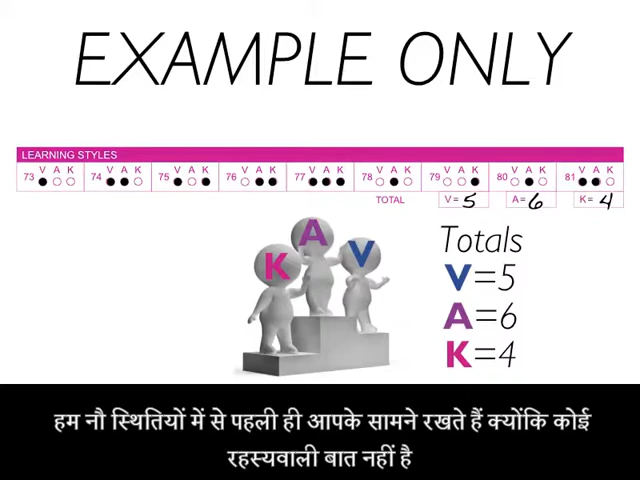 EXAMPLE ONLY
LEARNING STYLES
73 V A K 74 V A K 75 V A K 76 V A K 77 V A K 78 V A K 79 V A K 80 V A K 81 V A K
TOTAL V = 5 A = 6 K = 4
K A V
Totals
V=5
A=6
K=4
हम नौ स्थितियों में से पहली ही आपके सामने रखते हैं क्योंकि कोई
रहस्यवाली बात नहीं है